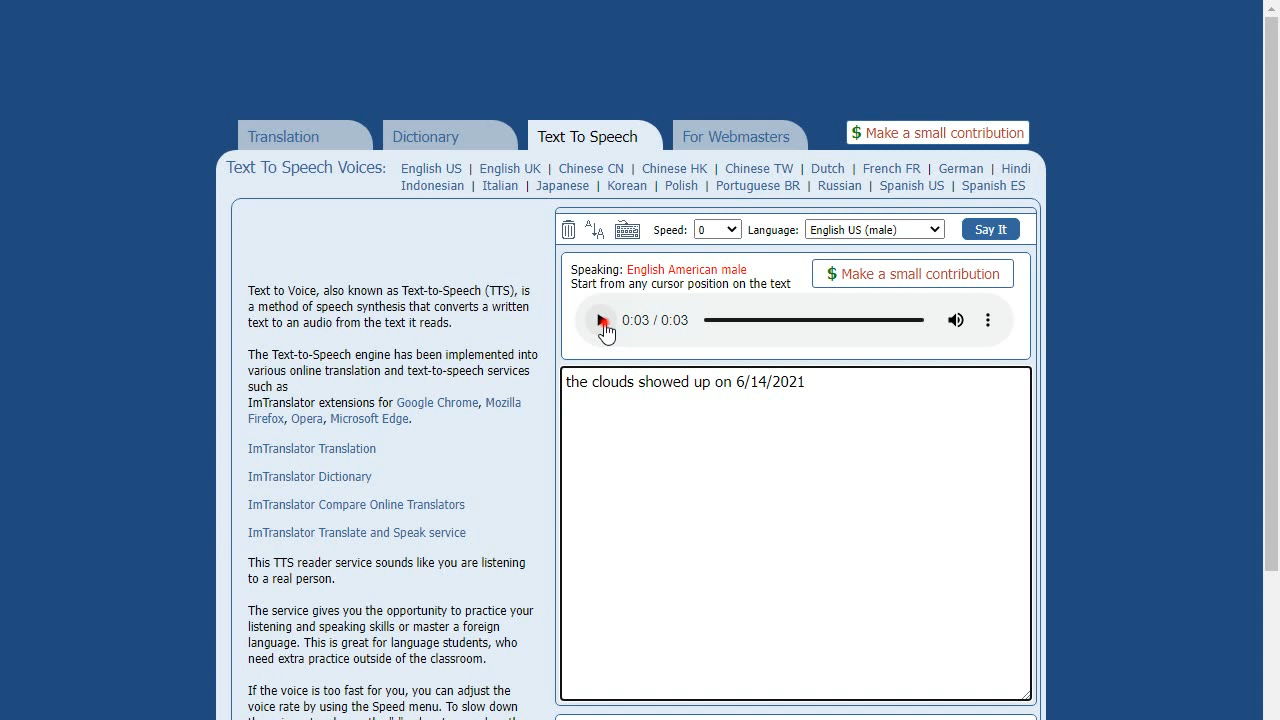 Translation
Dictionary
Text To Speech
For Webmasters
$ Make a small contribution
Text To Speech Voices:
English US | English UK | Chinese CN | Chinese HK | Chinese TW | Dutch | French FR | German | Hindi
Indonesian | Italian | Japanese | Korean | Polish | Portuguese BR | Russian | Spanish US | Spanish ES
Text to Voice, also known as Text-to-Speech (TTS), is
a method of speech synthesis that converts a written
text to an audio from the text it reads.
The Text-to-Speech engine has been implemented into
various online translation and text-to-speech services
such as
ImTranslator extensions for Google Chrome, Mozilla
Firefox, Opera, Microsoft Edge.
ImTranslator Translation
ImTranslator Dictionary
ImTranslator Compare Online Translators
ImTranslator Translate and Speak service
This TTS reader service sounds like you are listening
to a real person.
The service gives you the opportunity to practice your
listening and speaking skills or master a foreign
language. This is great for language students, who
need extra practice outside of the classroom.
If the voice is too fast for you, you can adjust the
voice rate by using the Speed menu. To slow down
Speed: 0 Language: English US (male) Say It
Speaking: English American male
Start from any cursor position on the text
$ Make a small contribution
0:03 / 0:03
the clouds showed up on 6/14/2021